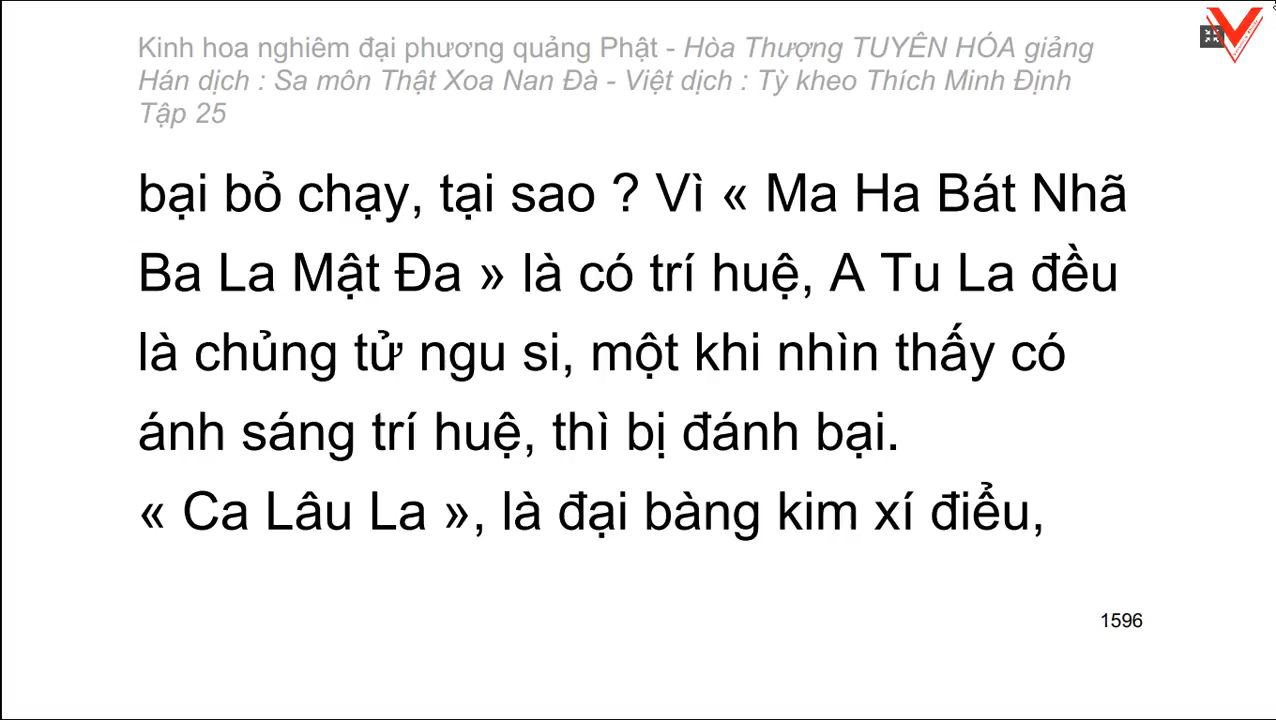 Kinh hoa nghiêm đại phương quảng Phật - Hòa Thượng TUYÊN HÓA giảng
Hán dịch : Sa môn Thật Xoa Nan Đà - Việt dịch : Tỳ kheo Thích Minh Định
Tập 25
bại bỏ chạy, tại sao ? Vì « Ma Ha Bát Nhã
Ba La Mật Đa » là có trí huệ, A Tu La đều
là chủng tử ngu si, một khi nhìn thấy có
ánh sáng trí huệ, thì bị đánh bại.
« Ca Lâu La », là đại bàng kim xí điểu,
1596